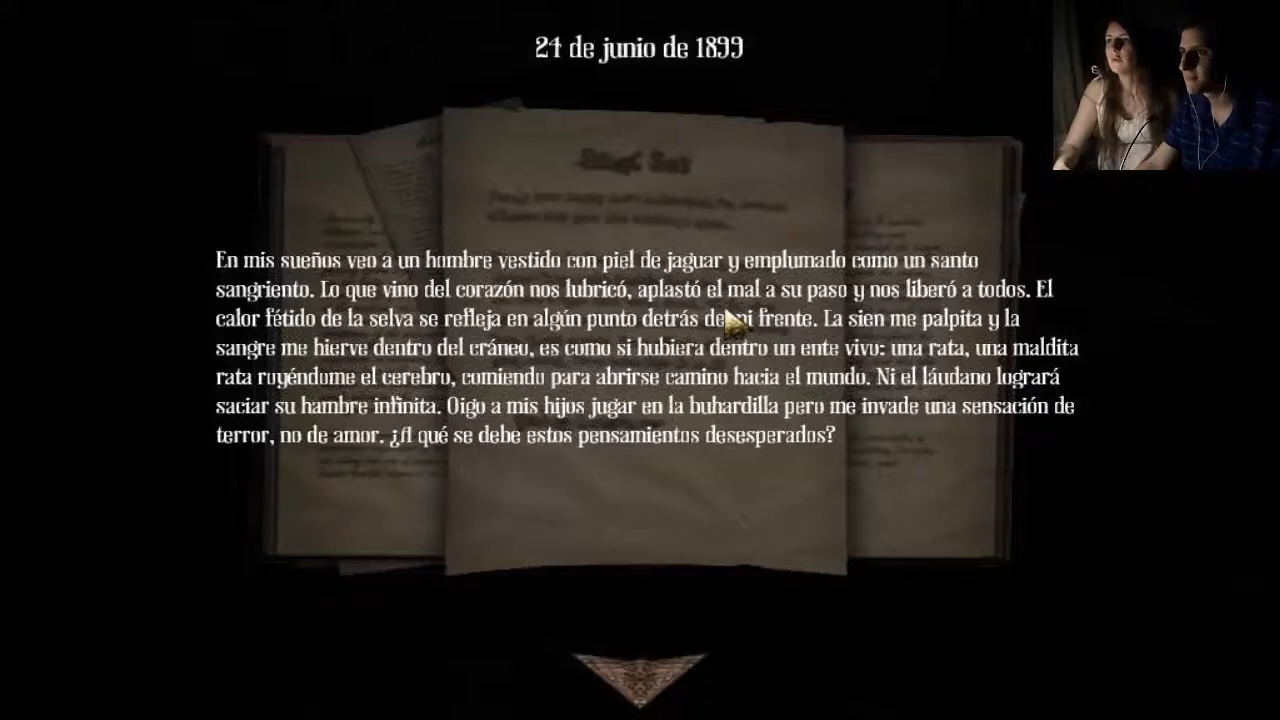 24 de junio de 1899
En mis sueños veo a un hombre vestido con piel de jaguar y emplumado como un santo
sangriento. Lo que vino del corazón nos lubricó, aplastó el mal a su paso y nos liberó a todos. El
calor fétido de la selva se refleja en algún punto detrás de mi frente. La sien me palpita y la
sangre me hierve dentro del cráneo, es como si hubiera dentro un ente vivo: una rata, una maldita
rata royéndome el cerebro, comiendo para abrirse camino hacia el mundo. Ni el láudano logrará
saciar su hambre infinita. Oigo a mis hijos jugar en la buhardilla pero me invade una sensación de
terror, no de amor. ¿A qué se debe estos pensamientos desesperados?